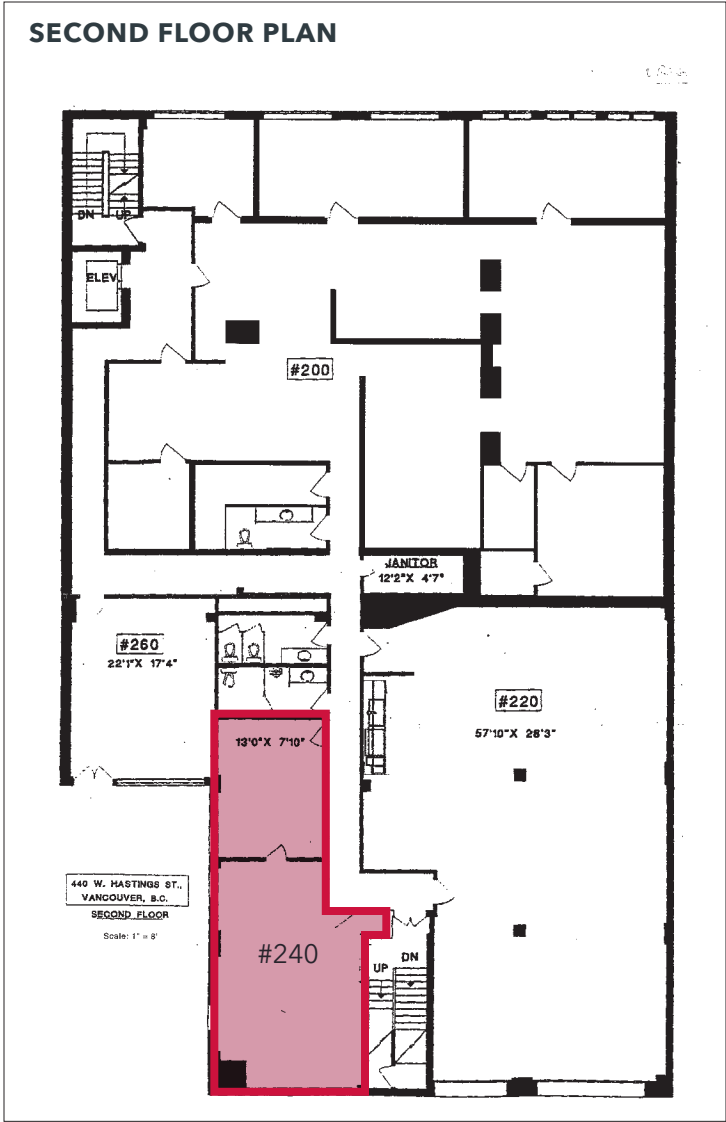 SECOND FLOOR PLAN
DN UP
ELEV
#200
JANITOR
12'2"X 4'7"
#260
22'1"X 17'4"
#220
57'10"X 28'3"
13'0"X 7'10"
440 W. HASTINGS ST.,
VANCOUVER, B.C.
SECOND FLOOR
Scale: 1" = 8'
#240
UP
DN